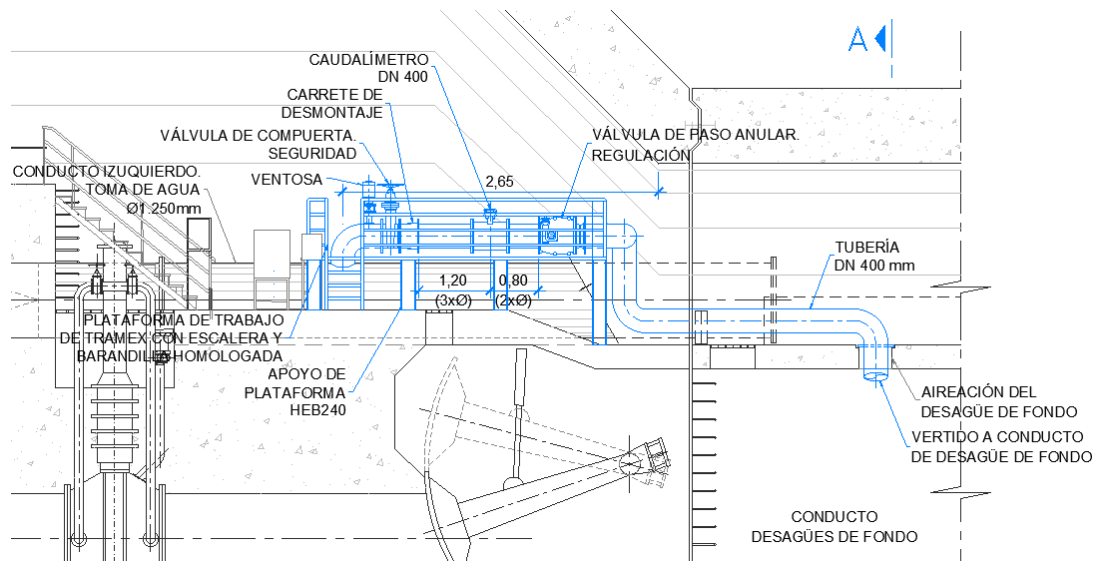 A
CAUDALÍMETRO
DN 400
CARRETE DE
DESMONTAJE
VÁLVULA DE COMPUERTA.
SEGURIDAD
VÁLVULA DE PASO ANULAR.
REGULACIÓN
CONDUCTO IZUQUIERDO.
TOMA DE AGUA
Ø1.250mm
VENTOSA
2,65
TUBERÍA
DN 400 mm
1,20
(3xØ)
0,80
(2xØ)
PLATAFORMA DE TRABAJO
DE TRAMEX CON ESCALERA Y
BARANDILLA HOMOLOGADA
APOYO DE
PLATAFORMA
HEB240
AIREACIÓN DEL
DESAGÜE DE FONDO
VERTIDO A CONDUCTO
DE DESAGÜE DE FONDO
CONDUCTO
DESAGÜES DE FONDO